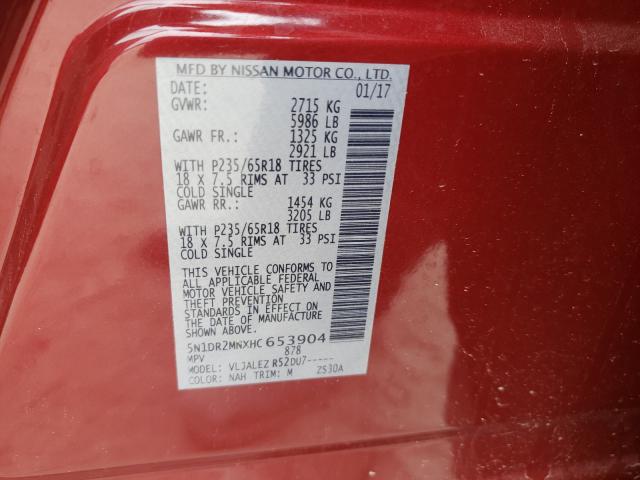 MFD BY NISSAN MOTOR CO., LTD.
DATE: 01/17
GVWR: 2715 KG
5986 LB
GAWR FR.: 1325 KG
2921 LB
WITH P235/65R18 TIRES
18 X 7.5 RIMS AT 33 PSI
COLD SINGLE
GAWR RR.: 1454 KG
3205 LB
WITH P235/65R18 TIRES
18 X 7.5 RIMS AT 33 PSI
COLD SINGLE
THIS VEHICLE CONFORMS TO
ALL APPLICABLE FEDERAL
MOTOR VEHICLE SAFETY AND
THEFT PREVENTION
STANDARDS IN EFFECT ON
THE DATE OF MANUFACTURE
SHOWN ABOVE.
5N1DR2MNXHC 653904
MPV 878
MODEL: VLJALEZ R52DU7-----
COLOR: NAH TRIM: M ZS30A